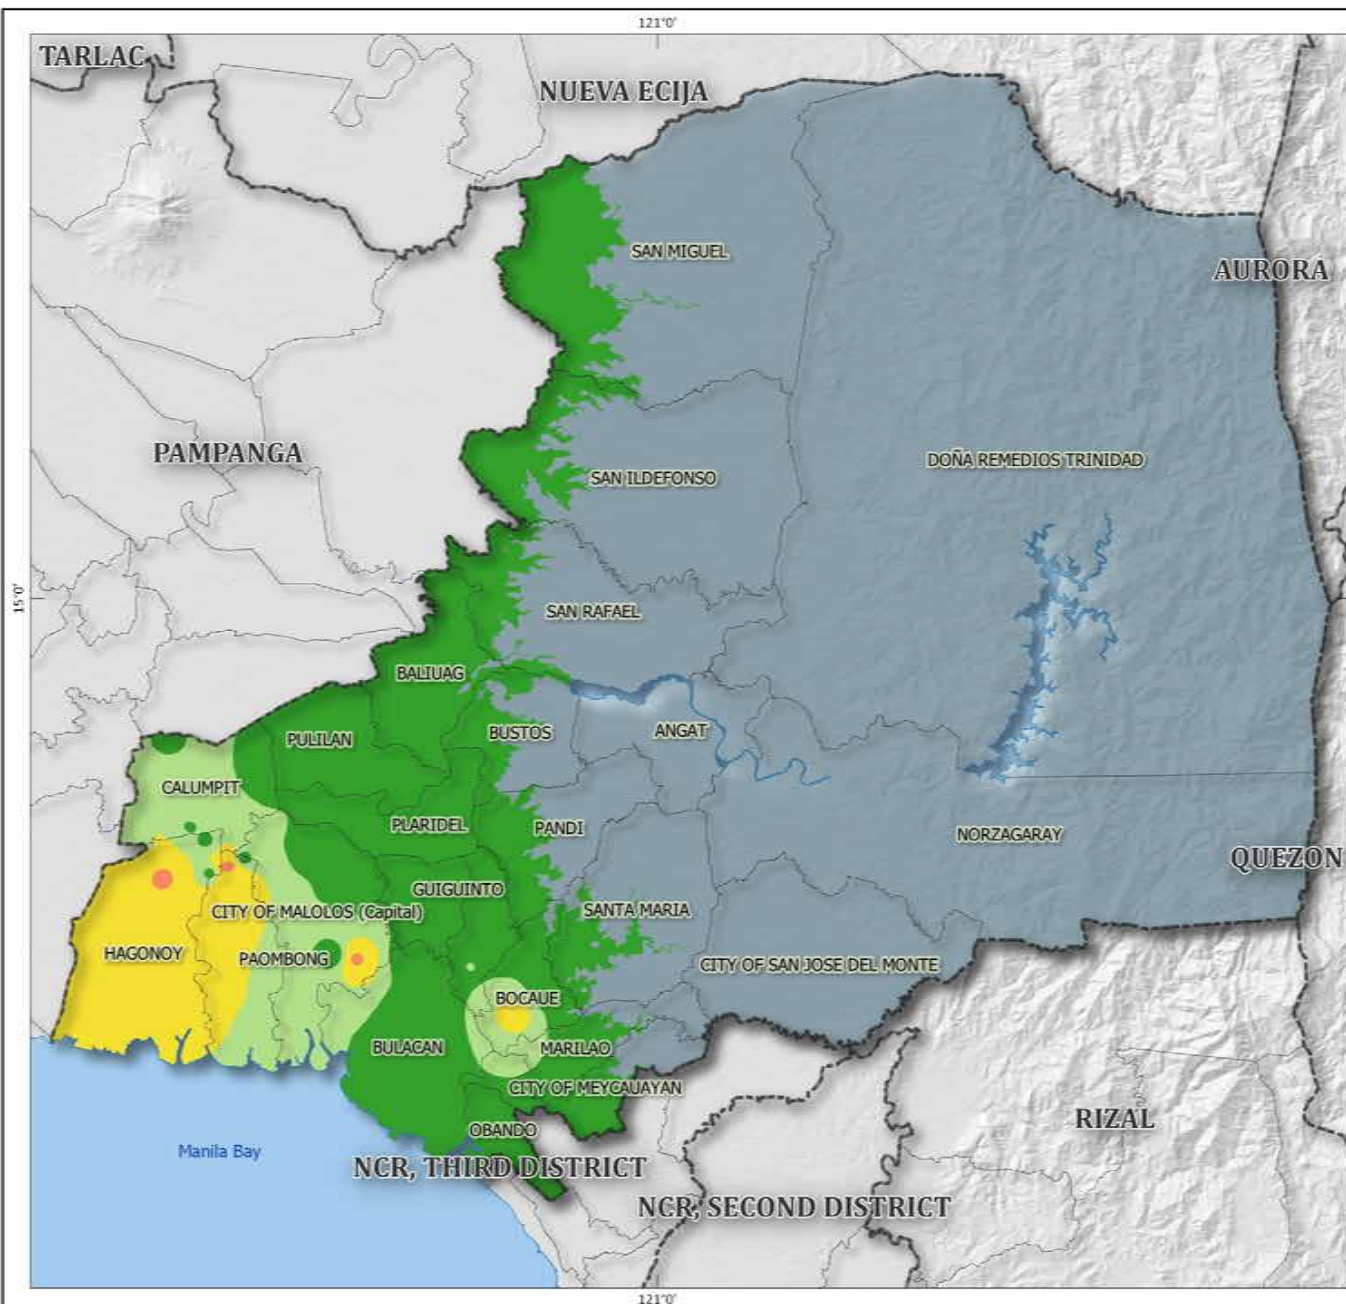 121°0'
TARLAC
NUEVA ECIJA
SAN MIGUEL
AURORA
PAMPANGA
DOÑA REMEDIOS TRINIDAD
SAN ILDEFONSO
15°0'
SAN RAFAEL
BALIUAG
BUSTOS
ANGAT
PULILAN
CALUMPIT
PLARIDEL
PANDI
NORZAGARAY
QUEZON
GUIGUINTO
CITY OF MALOLOS (Capital)
SANTA MARIA
HAGONOY
PAOMBONG
CITY OF SAN JOSE DEL MONTE
BOCAUE
BULACAN
MARILAO
CITY OF MEYCAUAYAN
RIZAL
OBANDO
Manila Bay
NCR, THIRD DISTRICT
NCR, SECOND DISTRICT
121°0'